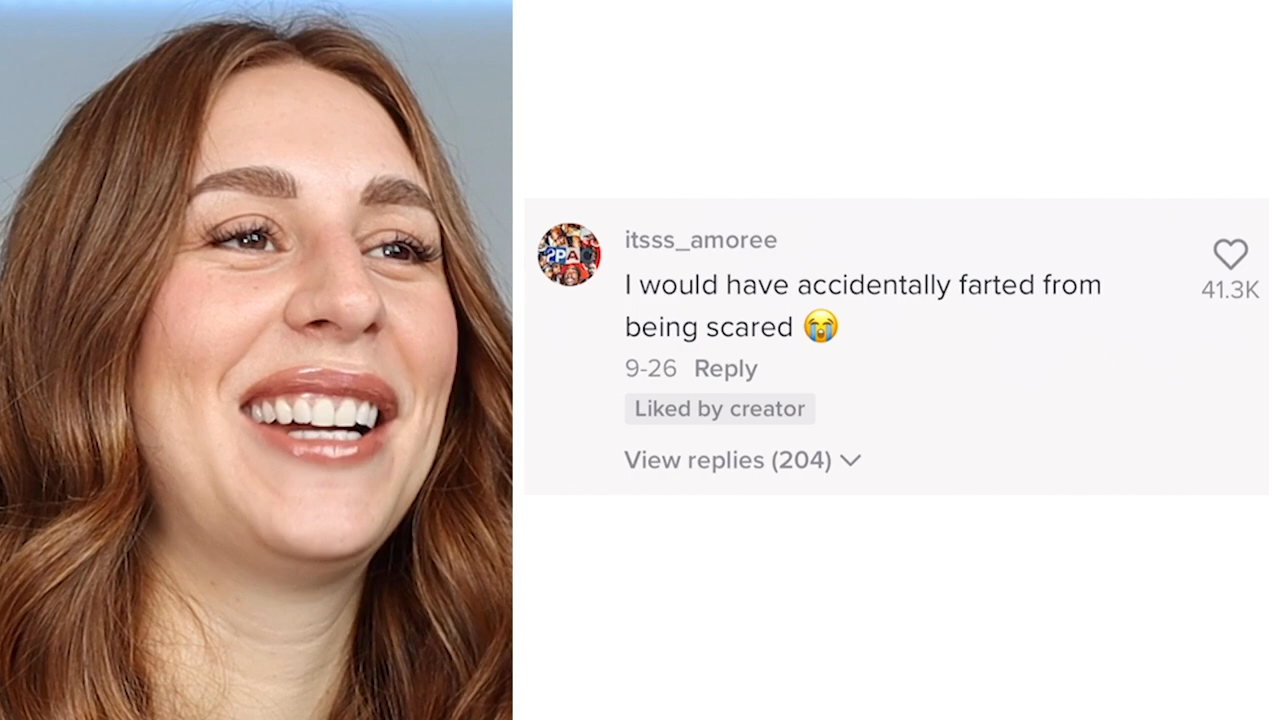 itsss_amoree
I would have accidentally farted from
being scared 😭
41.3K
9-26 Reply
Liked by creator
View replies (204)
2PAC